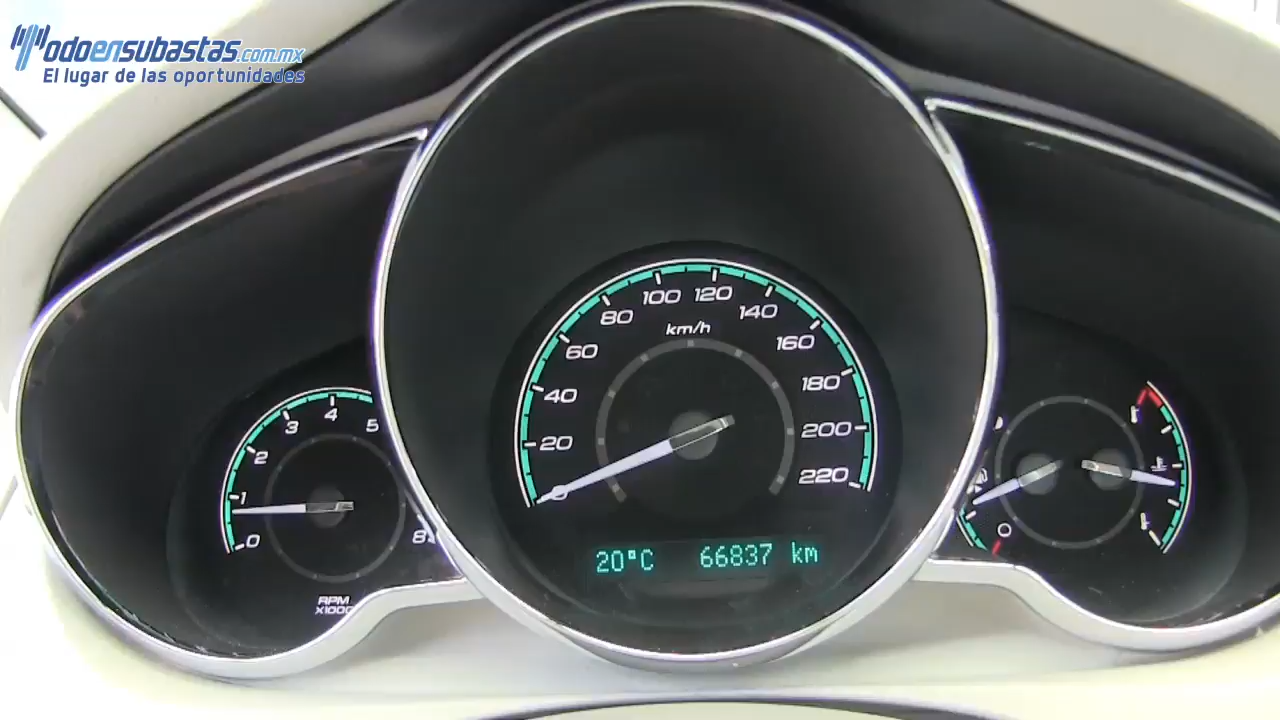 Todoensubastas.com.mx
El lugar de las oportunidades
100 120
80 140
km/h
60 160
40 180
20 200
0 220
4
3 5
2
1
0 8
RPM
X1000
20°C 66837 km